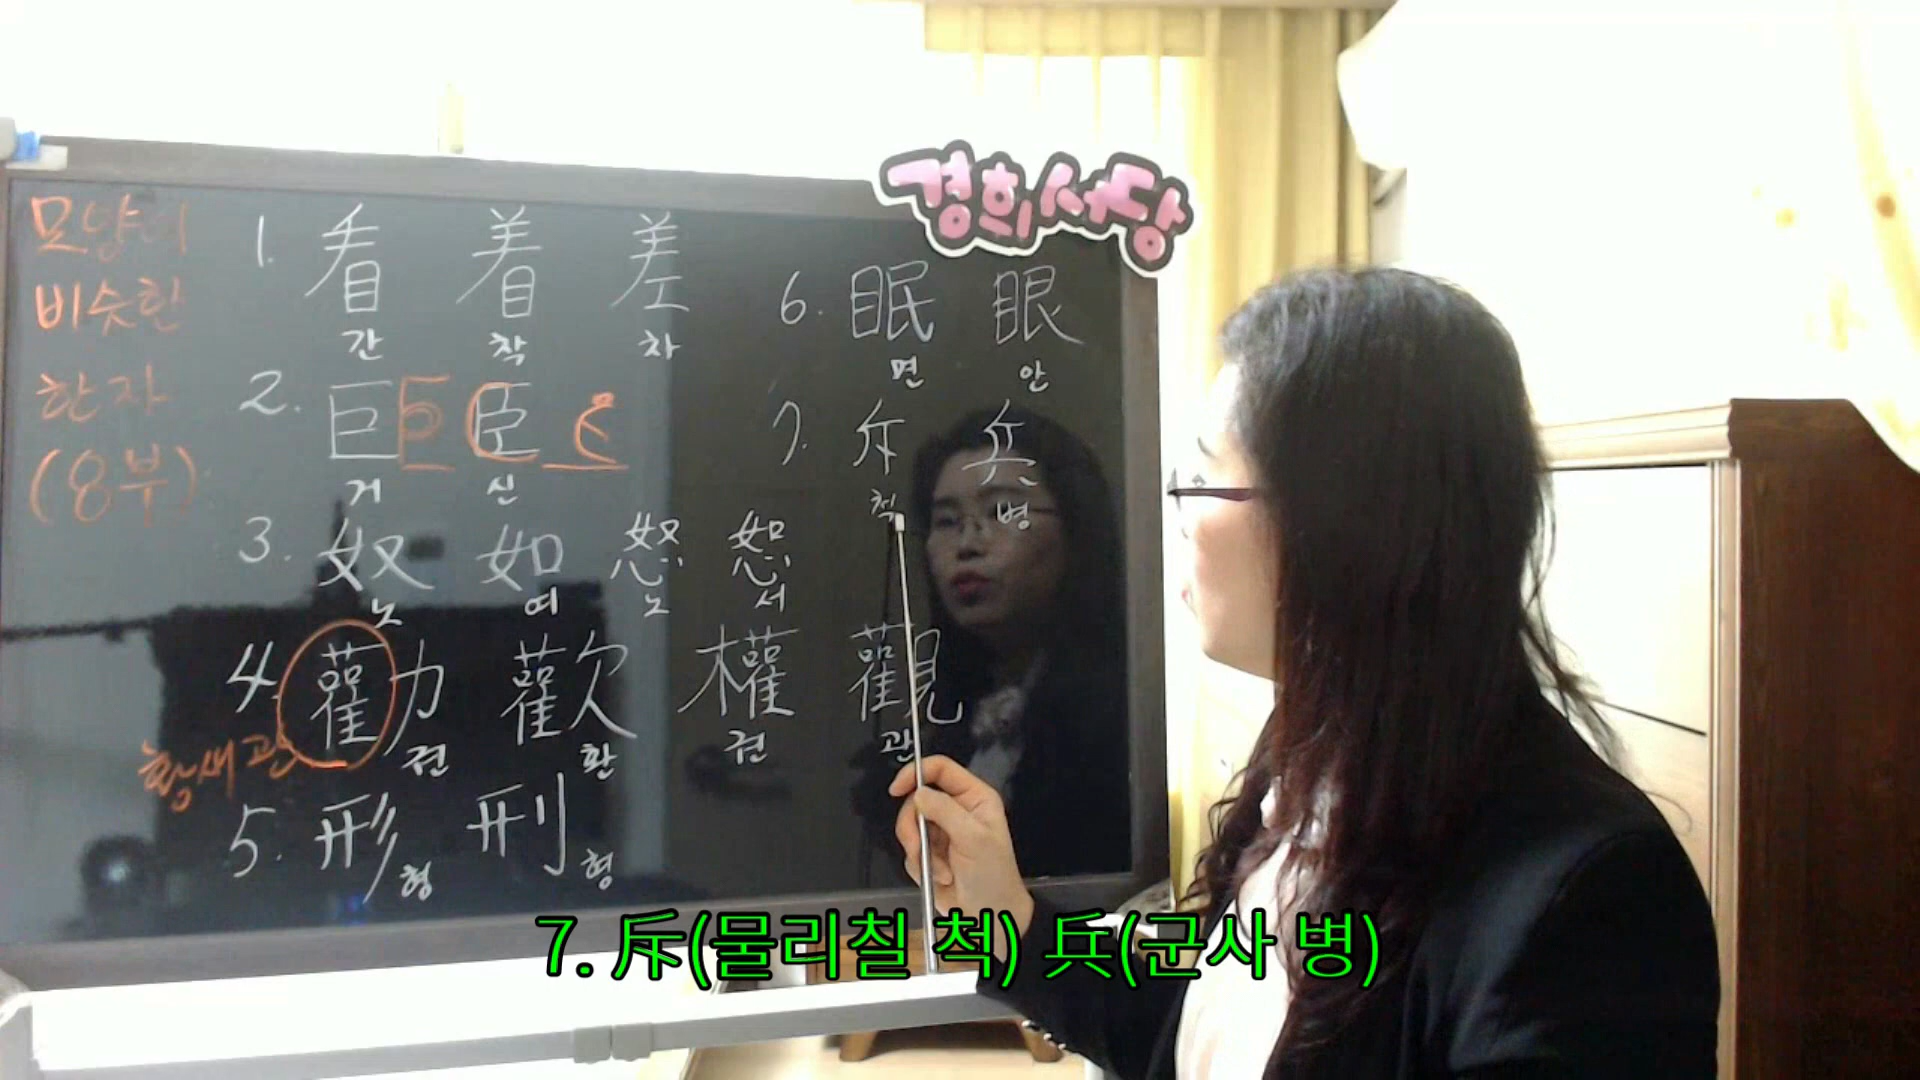 경희서당
모양이
비슷한
한자
(8부)
1. 看 着 差
간 착 차
2. 巨 臣
거 신
3. 奴 如 怒 恕
노 여 노 서
4. 勸 歡 權 觀
권 환 권 관
황새 관
5. 形 형 刑 형
6. 眠 眼
면 안
7. 斥 兵
척 병
7. 斥(물리칠 척) 兵(군사 병)